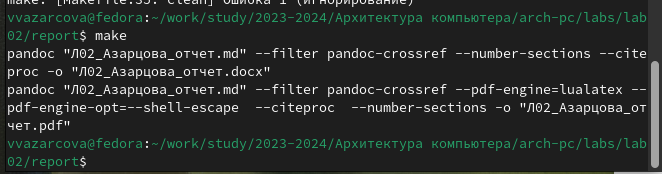 make: [Makefile:35: clean] Ошибка 1 (игнорирование)
vvazarcova@fedora:~/work/study/2023-2024/Архитектура компьютера/arch-pc/labs/lab
02/report$ make
pandoc "Л02_Азарцова_отчет.md" --filter pandoc-crossref --number-sections --cite
proc -o "Л02_Азарцова_отчет.docx"
pandoc "Л02_Азарцова_отчет.md" --filter pandoc-crossref --pdf-engine=lualatex --
pdf-engine-opt=--shell-escape  --citeproc  --number-sections -o "Л02_Азарцова_от
чет.pdf"
vvazarcova@fedora:~/work/study/2023-2024/Архитектура компьютера/arch-pc/labs/lab
02/report$